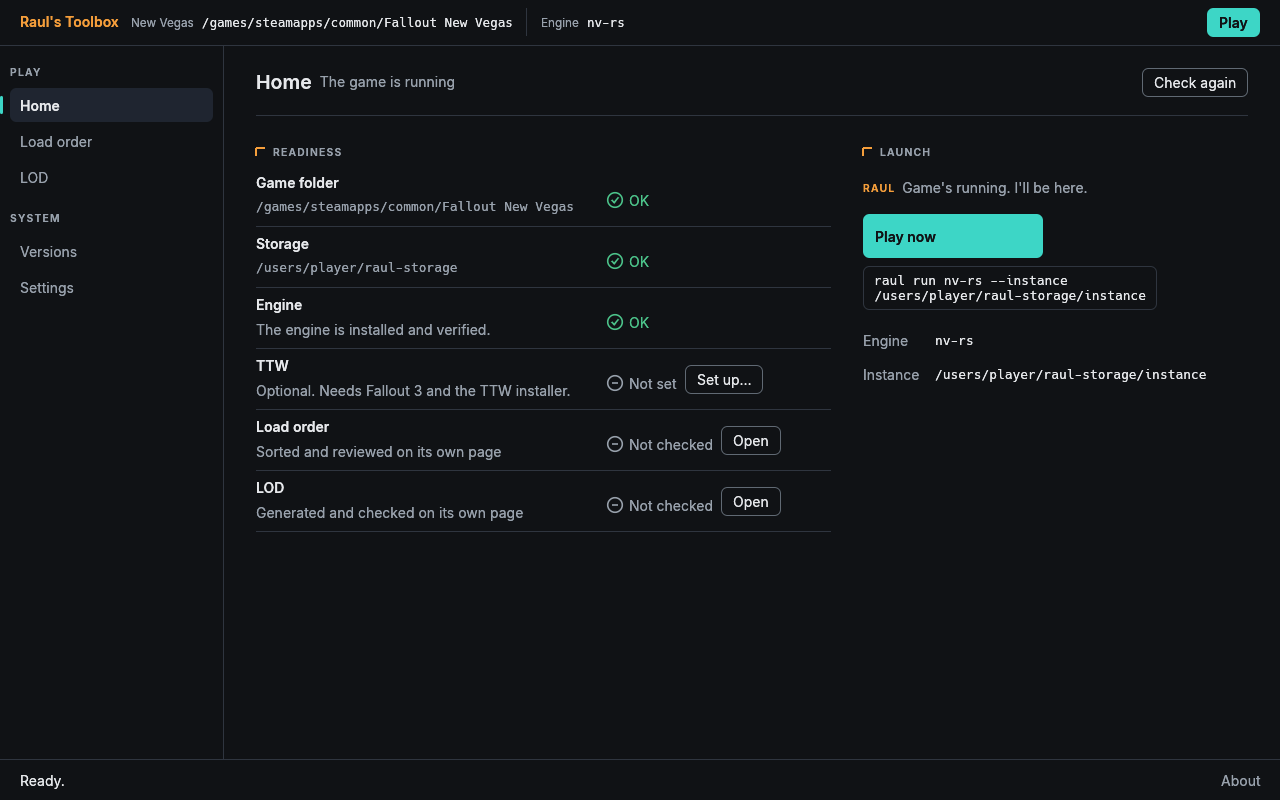 Raul's Toolbox New Vegas /games/steamapps/common/Fallout New Vegas Engine nv-rs Play
PLAY
Home
Load order
LOD
SYSTEM
Versions
Settings
Home The game is running Check again
READINESS
Game folder
/games/steamapps/common/Fallout New Vegas OK
Storage
/users/player/raul-storage OK
Engine
The engine is installed and verified. OK
TTW
Optional. Needs Fallout 3 and the TTW installer. Not set Set up...
Load order
Sorted and reviewed on its own page Not checked Open
LOD
Generated and checked on its own page Not checked Open
LAUNCH
RAUL Game's running. I'll be here.
Play now
raul run nv-rs --instance
/users/player/raul-storage/instance
Engine nv-rs
Instance /users/player/raul-storage/instance
Ready. About